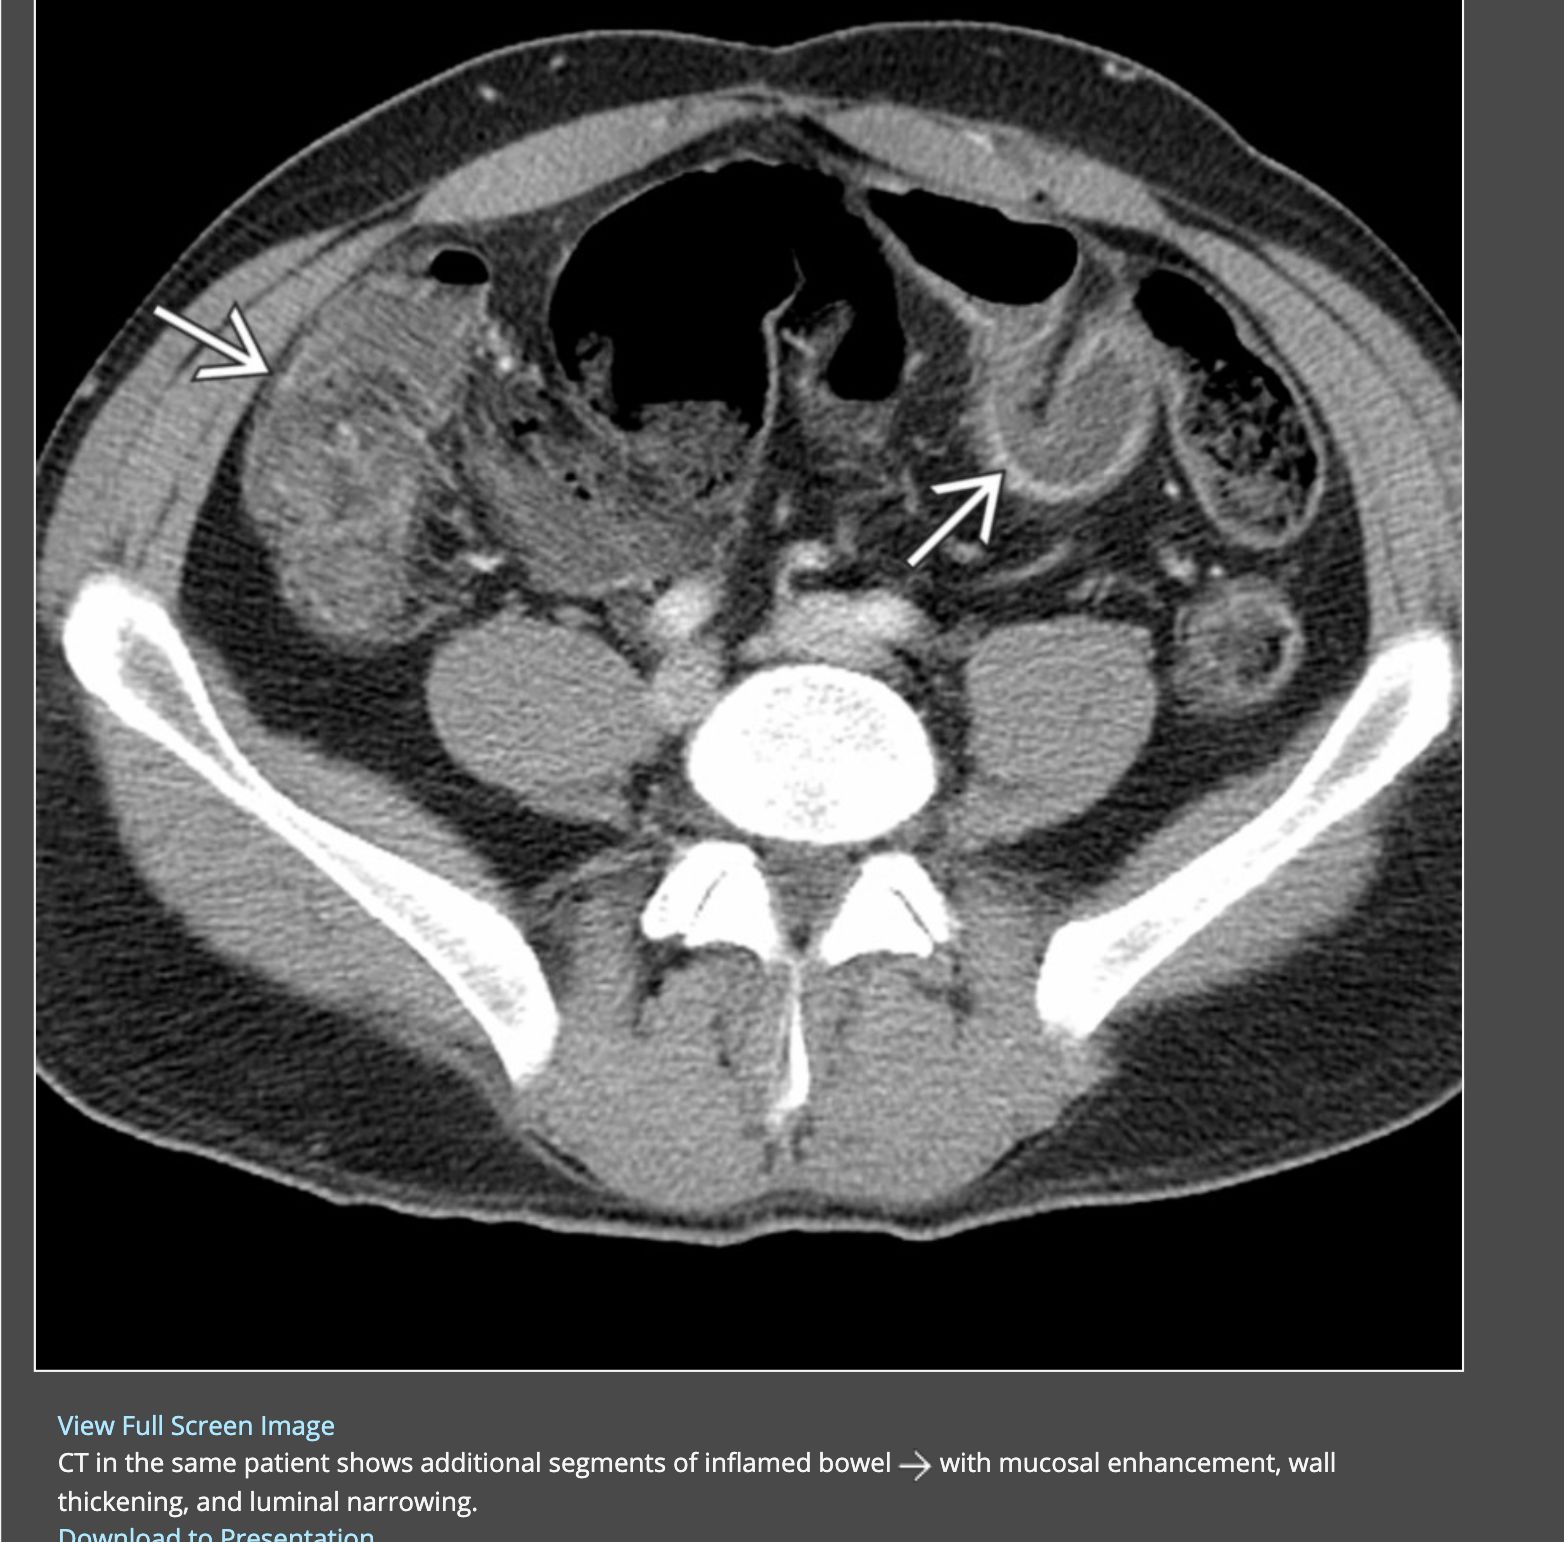 View Full Screen Image
CT in the same patient shows additional segments of inflamed bowel → with mucosal enhancement, wall
thickening, and luminal narrowing.
Download to Presentation